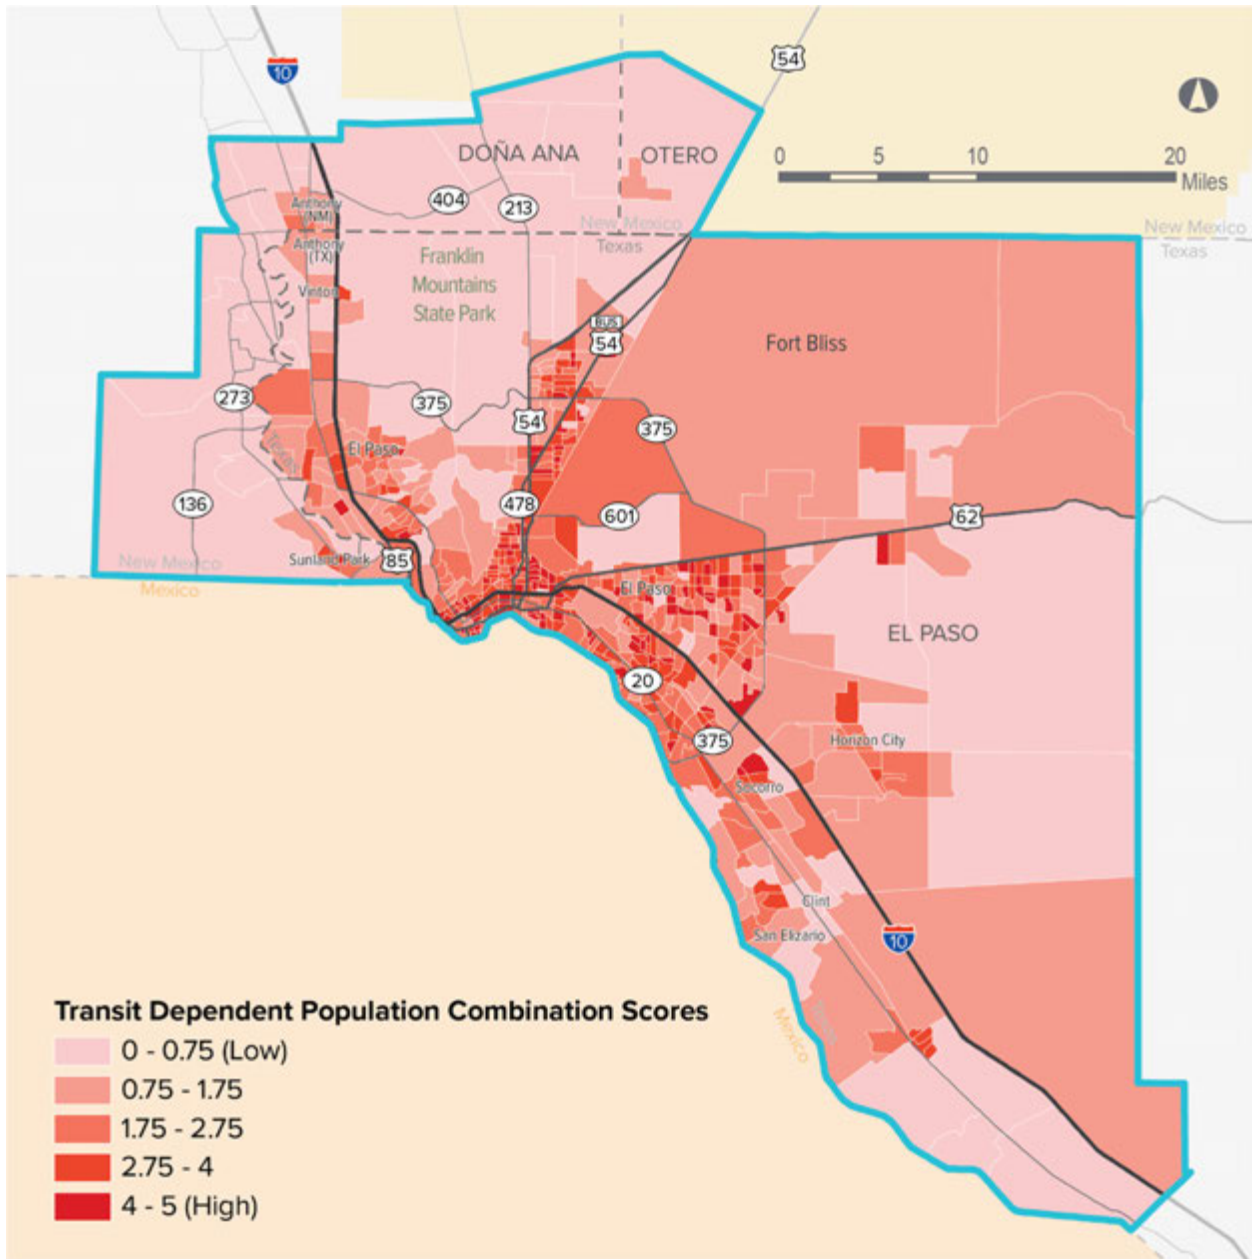 54
10
0 5 10 20
Miles
DOÑA ANA
OTERO
404
213
Anthony
(NM)
New Mexico
Texas
New Mexico
Texas
Anthony
(TX)
Franklin
Mountains
State Park
Vinton
BUS
54
Fort Bliss
273
375
54
375
El Paso
Texas
136
478
601
62
New Mexico
Mexico
Sunland Park
85
El Paso
EL PASO
20
375
Horizon City
Socorro
Clint
San Elizario
10
Texas
Mexico
Transit Dependent Population Combination Scores
0 - 0.75 (Low)
0.75 - 1.75
1.75 - 2.75
2.75 - 4
4 - 5 (High)